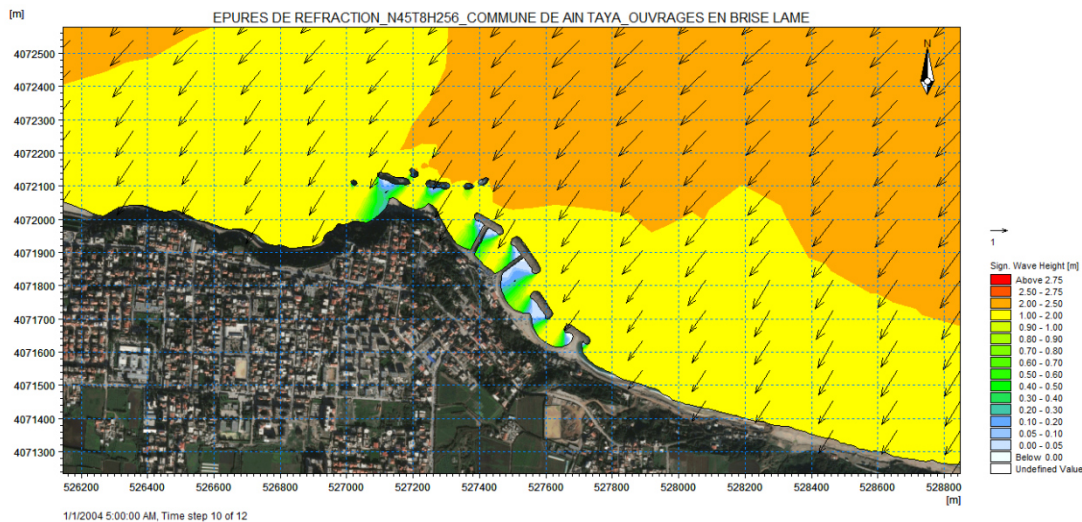 EPURES DE REFRACTION_N45T8H256_COMMUNE DE AIN TAYA_OUVRAGES EN BRISE LAME
[m]
4072500
4072400
4072300
4072200
4072100
4072000
4071900
4071800
4071700
4071600
4071500
4071400
4071300
N
1
Sign. Wave Height [m]
Above 2.75
2.50 - 2.75
2.00 - 2.50
1.00 - 2.00
0.90 - 1.00
0.80 - 0.90
0.70 - 0.80
0.60 - 0.70
0.50 - 0.60
0.40 - 0.50
0.30 - 0.40
0.20 - 0.30
0.10 - 0.20
0.05 - 0.10
0.00 - 0.05
Below 0.00
Undefined Value
526200 526400 526600 526800 527000 527200 527400 527600 527800 528000 528200 528400 528600 528800
[m]
1/1/2004 5:00:00 AM, Time step 10 of 12